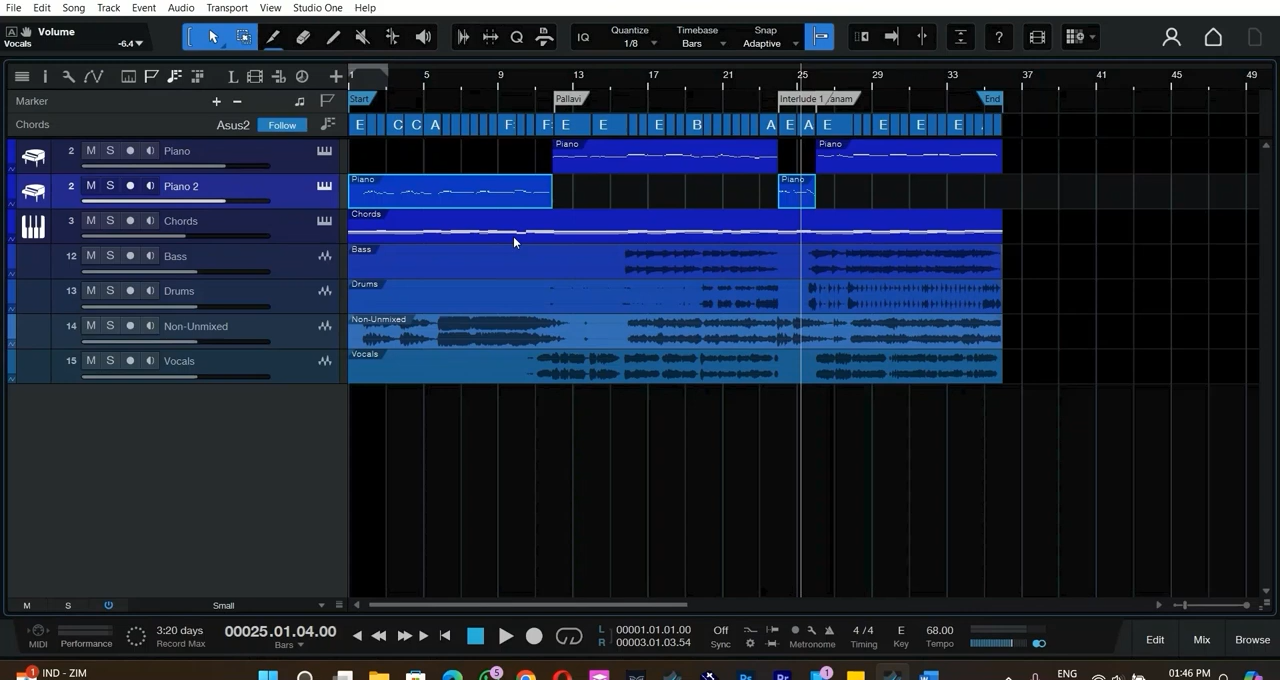 File Edit Song Track Event Audio Transport View Studio One Help
A Volume
Vocals -6.4
IQ Quantize Timebase Snap
1/8 Bars Adaptive
L 1 5 9 13 17 21 25 29 33 37 41 45 49
Marker Start Pallavi Interlude 1 anam End
Chords Asus2 Follow E C C A F F E E E B A E A E E E E
2 M S Piano Piano Piano
2 M S Piano 2 Piano Piano
3 M S Chords Chords
12 M S Bass Bass
13 M S Drums Drums
14 M S Non-Unmixed Non-Unmixed
15 M S Vocals Vocals
M S Small
MIDI Performance
3:20 days
Record Max
00025.01.04.00
Bars
L 00001.01.01.00
R 00003.01.03.54
Off
Sync
Metronome
4 / 4
Timing
E
Key
68.00
Tempo
Edit Mix Browse
1 IND - ZIM 5 1 ENG 01:46 PM